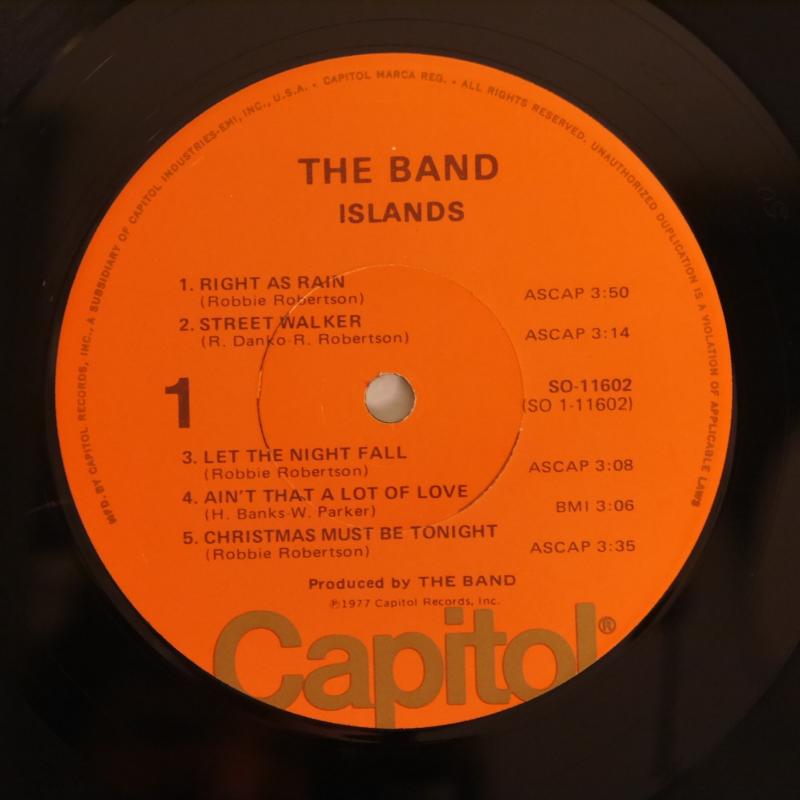 MFD. BY CAPITOL RECORDS, INC., A SUBSIDIARY OF CAPITOL INDUSTRIES-EMI, INC., U.S.A. • CAPITOL MARCA REG. • ALL RIGHTS RESERVED. UNAUTHORIZED DUPLICATION IS A VIOLATION OF APPLICABLE LAWS
THE BAND
ISLANDS
1. RIGHT AS RAIN
(Robbie Robertson) ASCAP 3:50
2. STREET WALKER
(R. Danko-R. Robertson) ASCAP 3:14
1
SO-11602
(SO 1-11602)
3. LET THE NIGHT FALL
(Robbie Robertson) ASCAP 3:08
4. AIN'T THAT A LOT OF LOVE
(H. Banks-W. Parker) BMI 3:06
5. CHRISTMAS MUST BE TONIGHT
(Robbie Robertson) ASCAP 3:35
Produced by THE BAND
℗1977 Capitol Records, Inc.
Capitol®